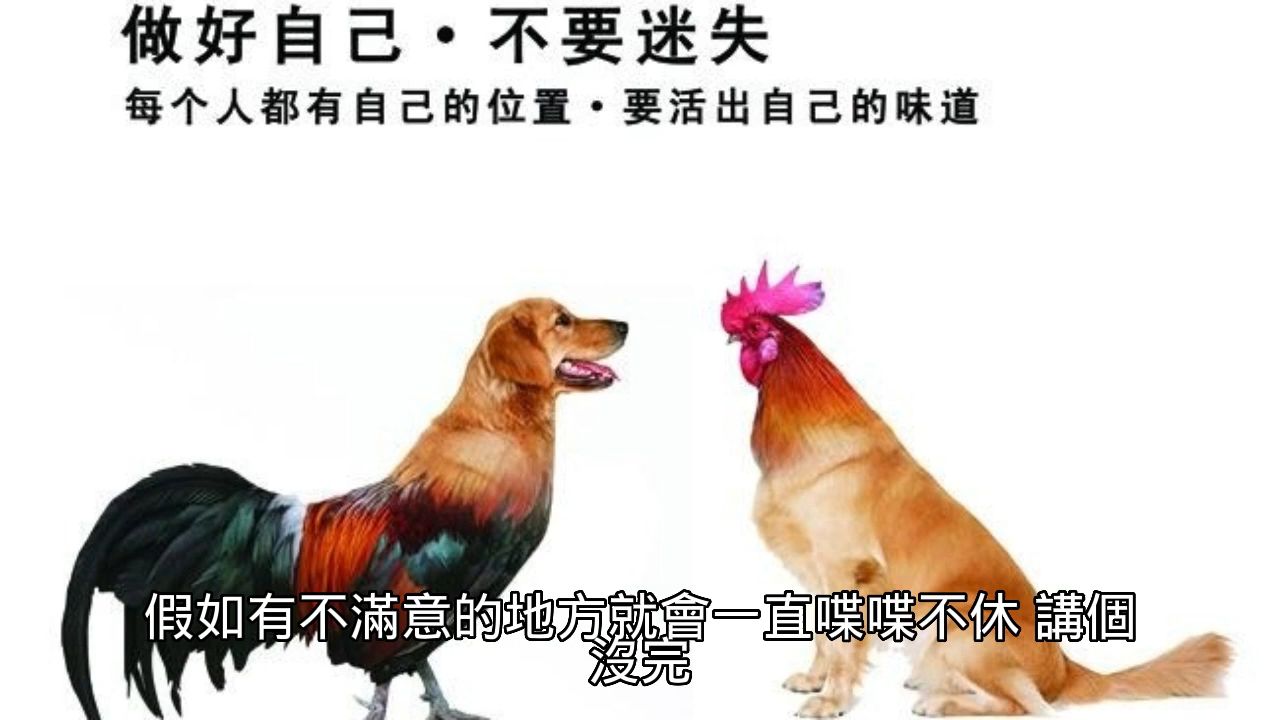 做好自己·不要迷失
每个人都有自己的位置·要活出自己的味道
假如有不滿意的地方就會一直喋喋不休 講個
沒完